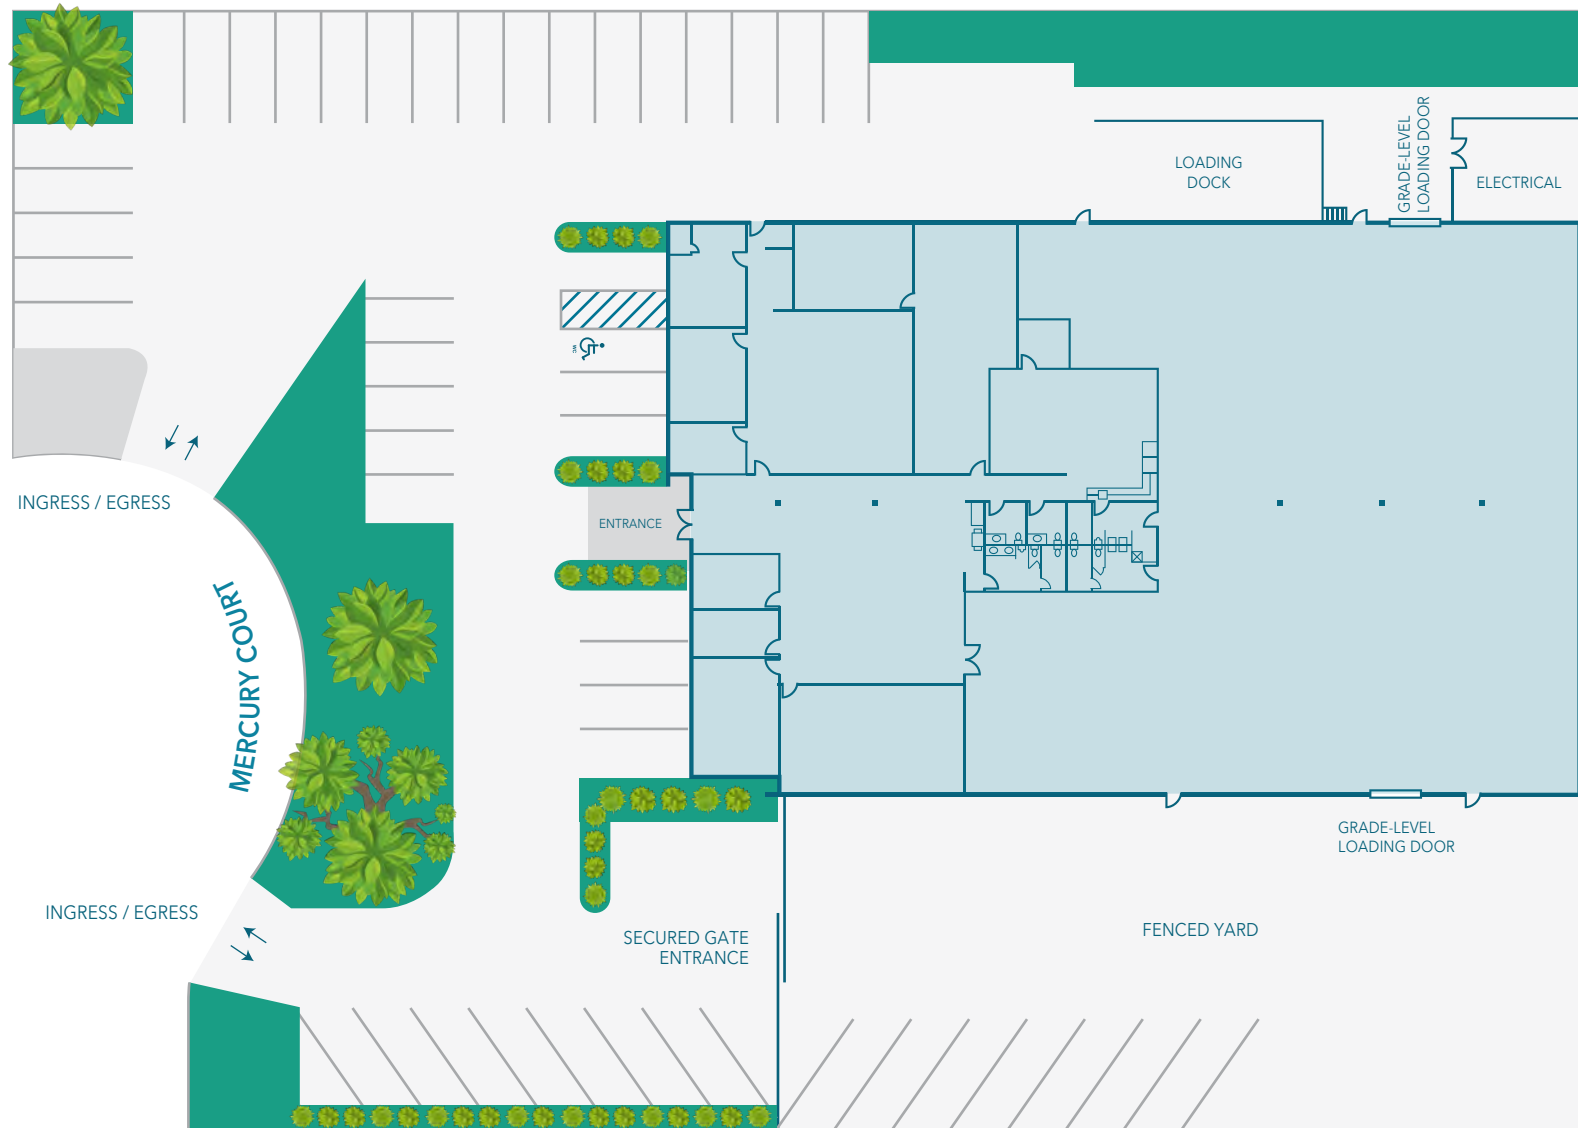 GRADE-LEVEL
LOADING DOOR
LOADING
DOCK
ELECTRICAL
WC
INGRESS / EGRESS
ENTRANCE
MERCURY COURT
GRADE-LEVEL
LOADING DOOR
INGRESS / EGRESS
SECURED GATE
ENTRANCE
FENCED YARD